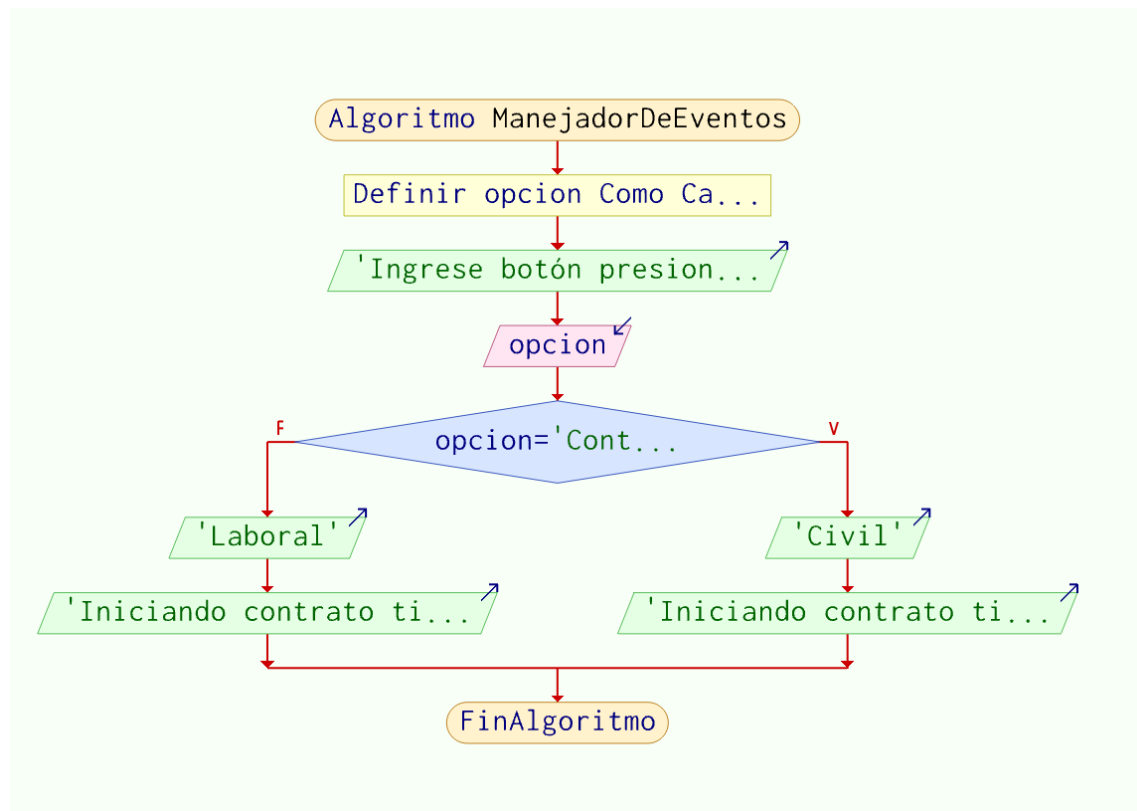 Algoritmo ManejadorDeEventos
Definir opcion Como Ca...
'Ingrese botón presion...
opcion
opcion='Cont...
F
V
'Laboral'
'Civil'
'Iniciando contrato ti...
'Iniciando contrato ti...
FinAlgoritmo